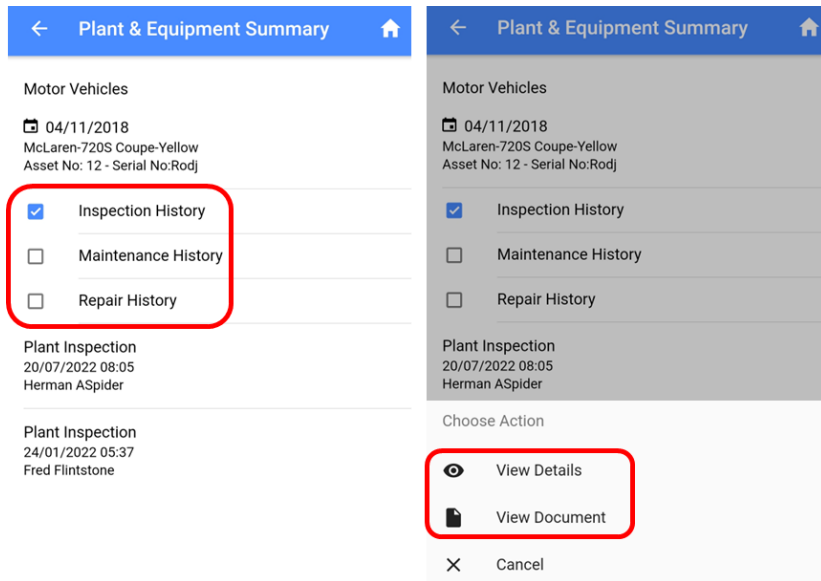 Plant & Equipment Summary
Motor Vehicles
04/11/2018
McLaren-720S Coupe-Yellow
Asset No: 12 - Serial No:Rodj
Inspection History
Maintenance History
Repair History
Plant Inspection
20/07/2022 08:05
Herman ASpider
Plant Inspection
24/01/2022 05:37
Fred Flintstone
Plant & Equipment Summary
Motor Vehicles
04/11/2018
McLaren-720S Coupe-Yellow
Asset No: 12 - Serial No:Rodj
Inspection History
Maintenance History
Repair History
Plant Inspection
20/07/2022 08:05
Herman ASpider
Choose Action
View Details
View Document
Cancel